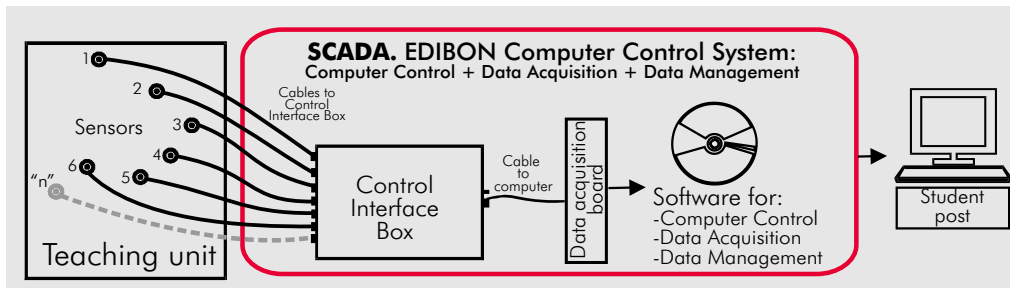 SCADA. EDIBON Computer Control System:
Computer Control + Data Acquisition + Data Management
1
2
3
4
5
6
"n"
Sensors
Teaching unit
Cables to
Control
Interface Box
Control
Interface
Box
Cable
to
computer
Data acquisition
board
Software for:
-Computer Control
-Data Acquisition
-Data Management
Student
post